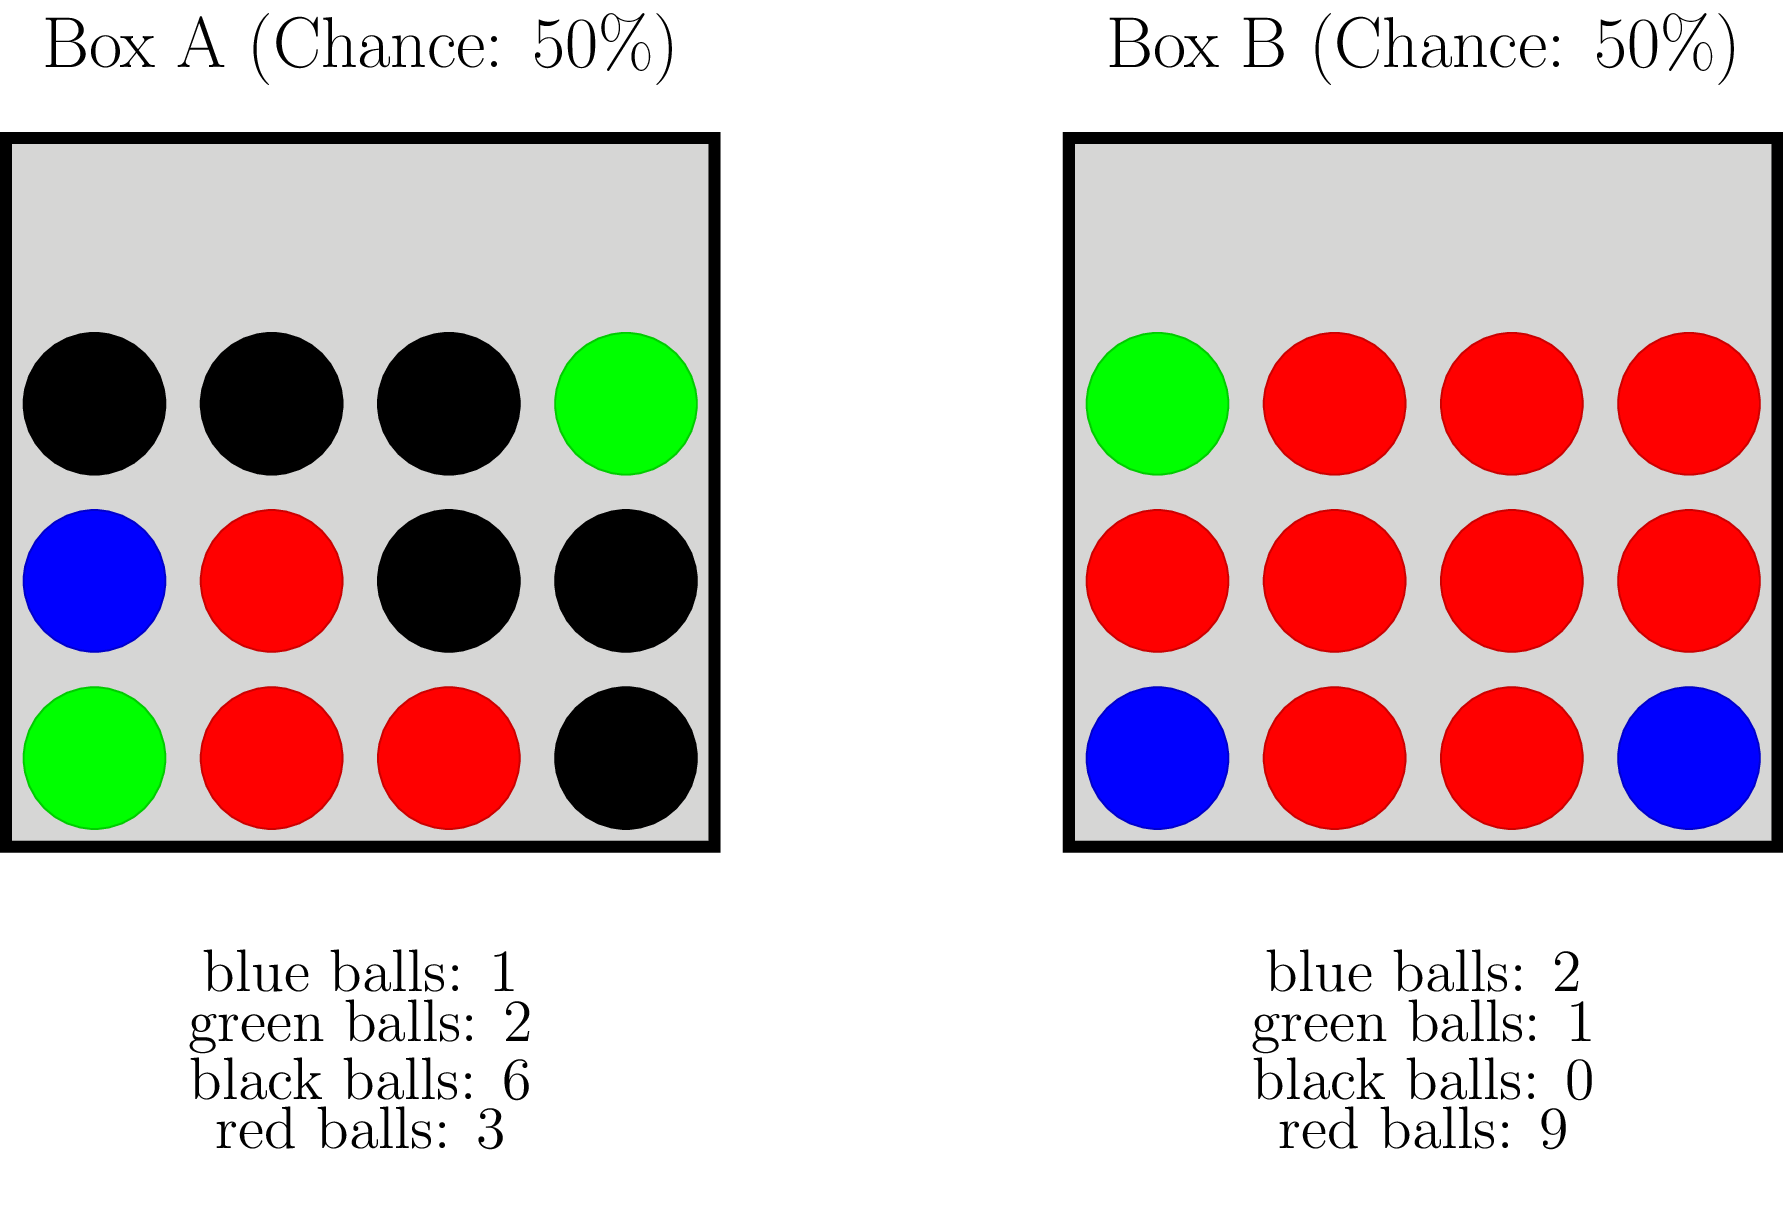 Box A (Chance: 50%)
Box B (Chance: 50%)
blue balls: 1
green balls: 2
black balls: 6
red balls: 3
blue balls: 2
green balls: 1
black balls: 0
red balls: 9